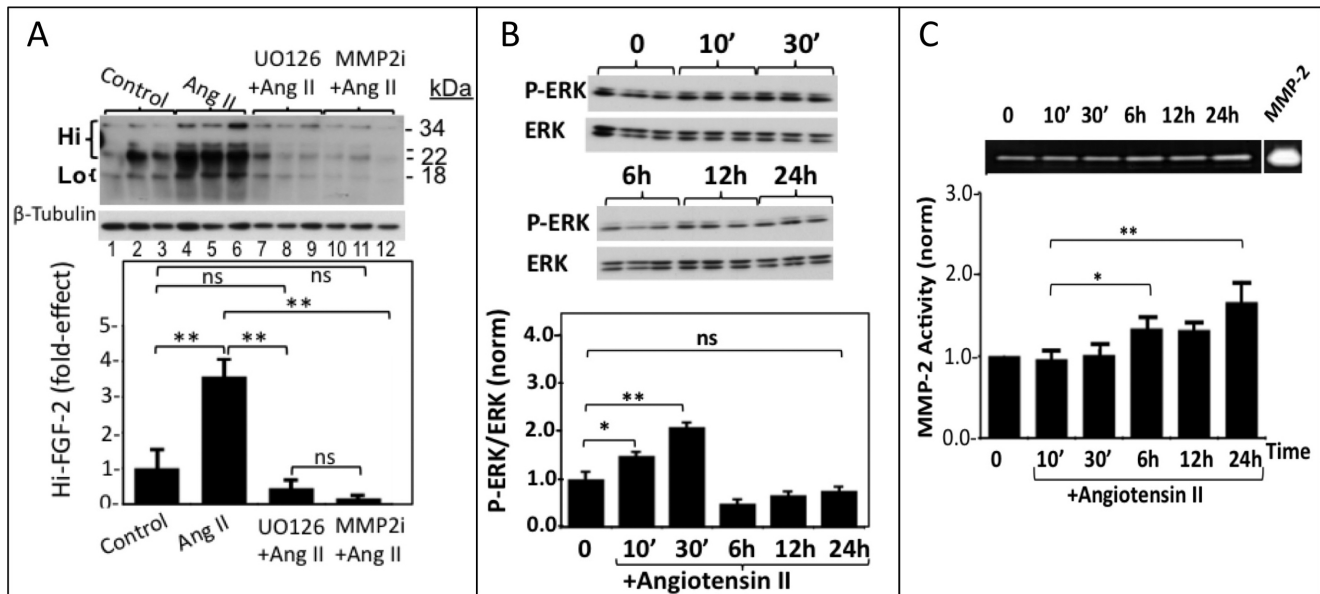 A
UO126 MMP2i
Control Ang II +Ang II +Ang II kDa
Hi - 34
= 22
Lo - 18
β-Tubulin
1 2 3 4 5 6 7 8 9 10 11 12
Hi-FGF-2 (fold-effect)
ns
ns
**
** **
ns
5-
4-
3-
2-
1-
0-
Control Ang II UO126 MMP2i
+Ang II +Ang II
B
0 10’ 30’
P-ERK
ERK
6h 12h 24h
P-ERK
ERK
P-ERK/ERK (norm)
4.0
3.0
2.0
1.0
0.0
ns
**
*
0 10’ 30’ 6h 12h 24h
+Angiotensin II
C
0 10’ 30’ 6h 12h 24h MMP-2
MMP-2 Activity (norm)
3.0
2.0
1.0
0.0-
**
*
0 10’ 30’ 6h 12h 24h Time
+Angiotensin II